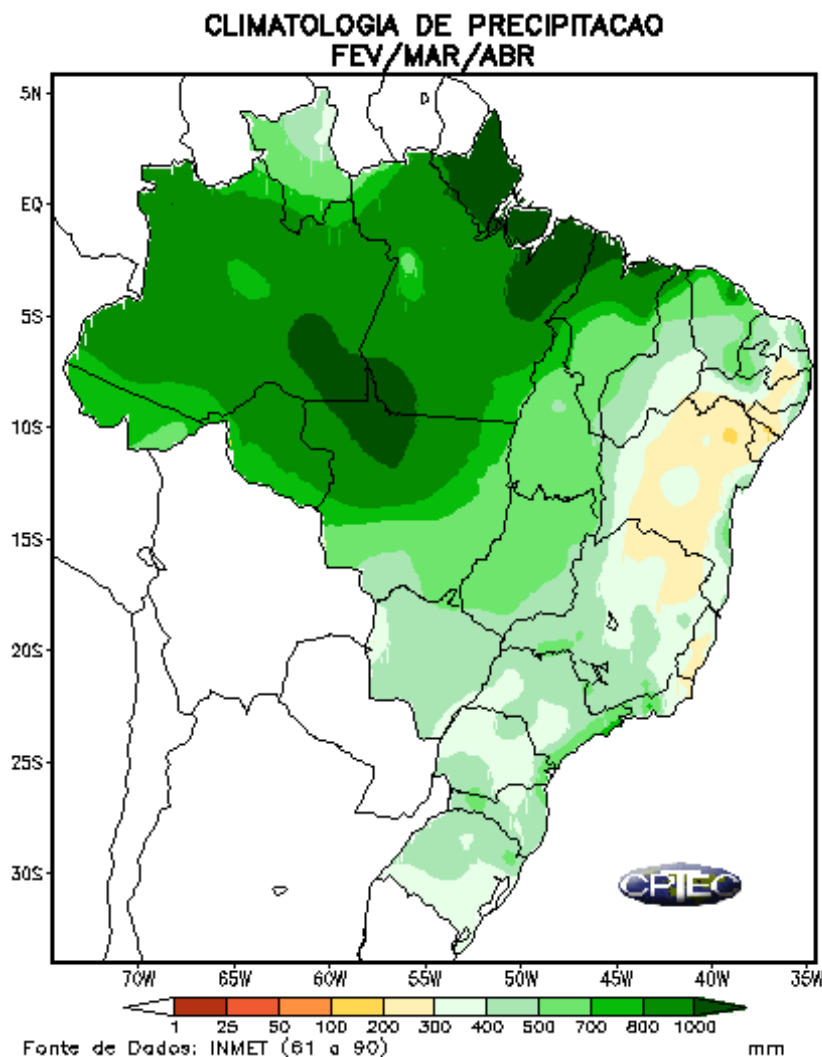 CLIMATOLOGIA DE PRECIPITACAO
FEV/MAR/ABR
5N
EQ
5S
10S
15S
20S
25S
30S
CPTEC
70W 65W 60W 55W 50W 45W 40W 35W
1 25 50 100 200 300 400 500 700 800 1000
Fonte de Dados: INMET (61 a 90) mm